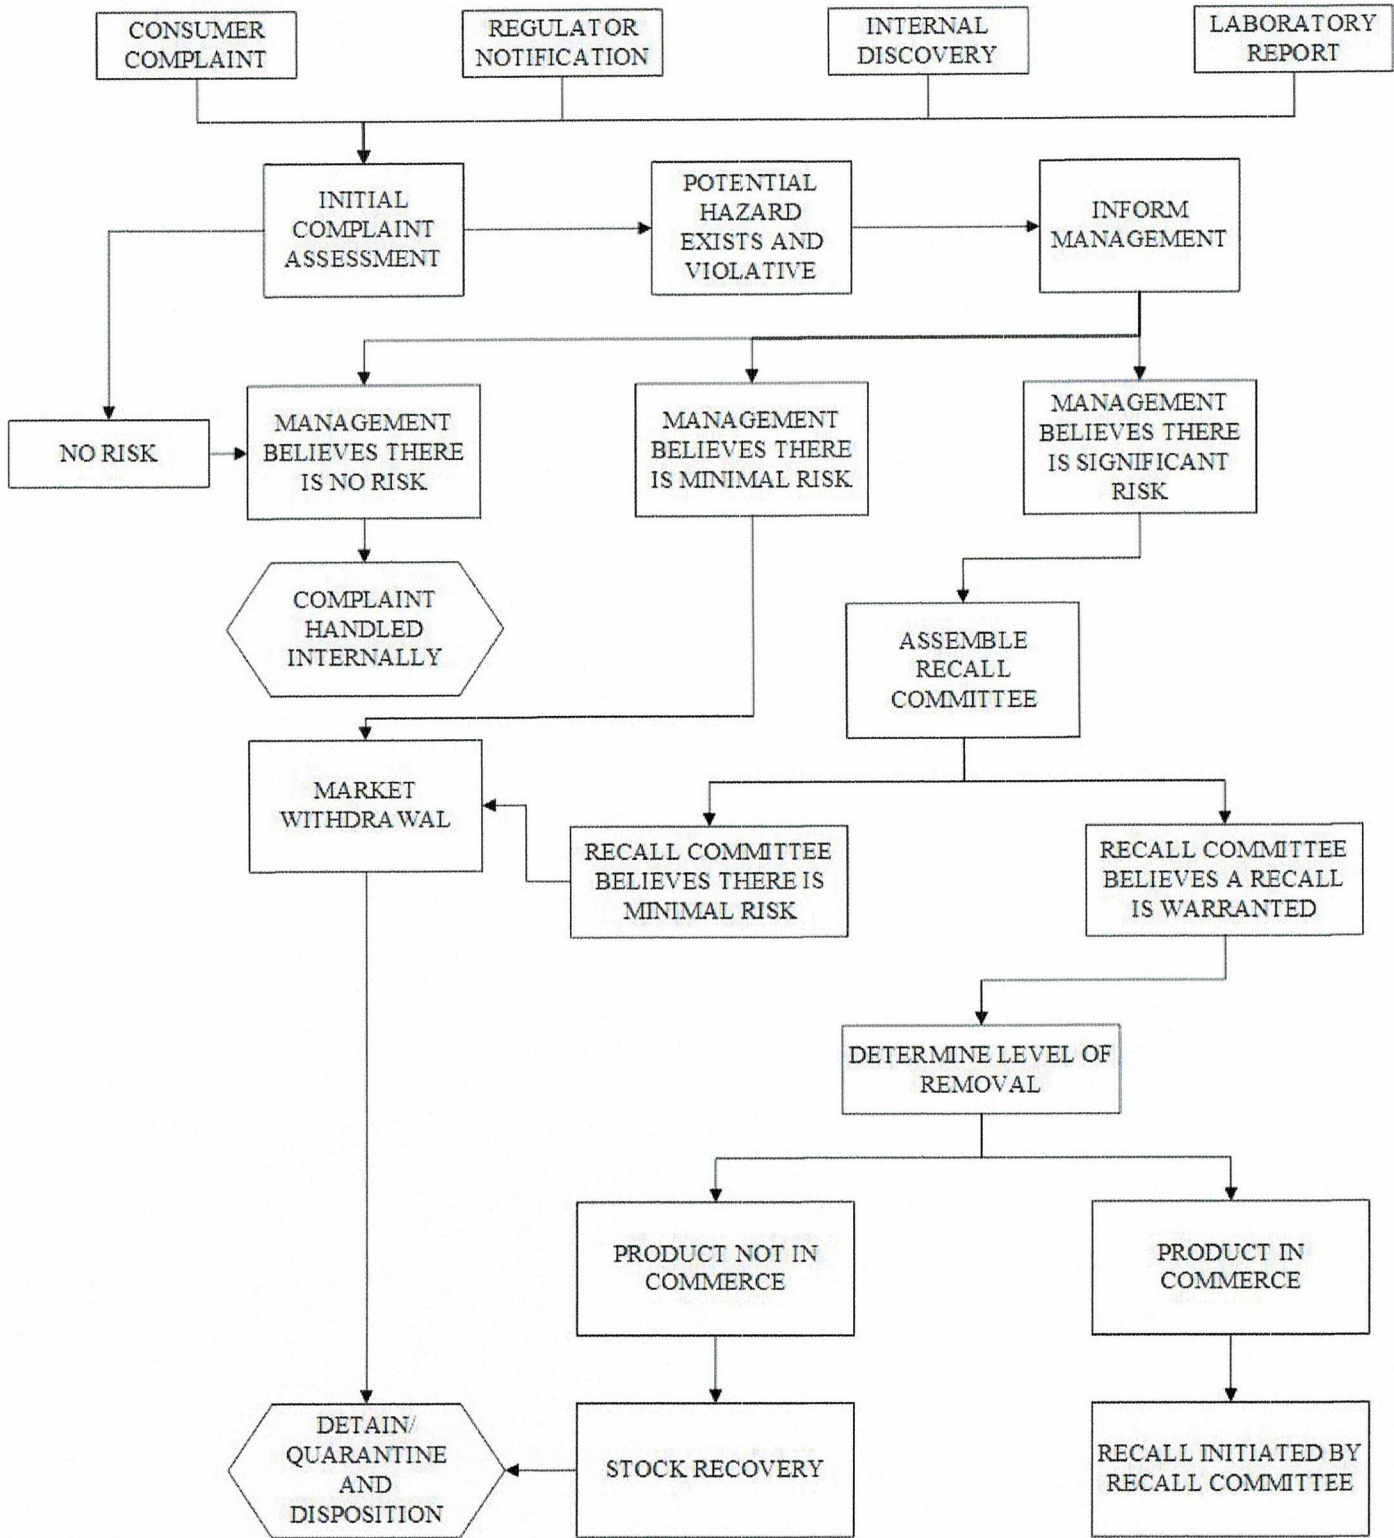 CONSUMER
COMPLAINT
REGULATOR
NOTIFICATION
INTERNAL
DISCOVERY
LABORATORY
REPORT
INITIAL
COMPLAINT
ASSESSMENT
POTENTIAL
HAZARD
EXISTS AND
VIOLATIVE
INFORM
MANAGEMENT
NO RISK
MANAGEMENT
BELIEVES THERE
IS NO RISK
MANAGEMENT
BELIEVES THERE
IS MINIMAL RISK
MANAGEMENT
BELIEVES THERE
IS SIGNIFICANT
RISK
COMPLAINT
HANDLED
INTERNALLY
ASSEMBLE
RECALL
COMMITTEE
MARKET
WITHDRAWAL
RECALL COMMITTEE
BELIEVES THERE IS
MINIMAL RISK
RECALL COMMITTEE
BELIEVES A RECALL
IS WARRANTED
DETERMINE LEVEL OF
REMOVAL
PRODUCT NOT IN
COMMERCE
PRODUCT IN
COMMERCE
DETAIN/
QUARANTINE
AND
DISPOSITION
STOCK RECOVERY
RECALL INITIATED BY
RECALL COMMITTEE